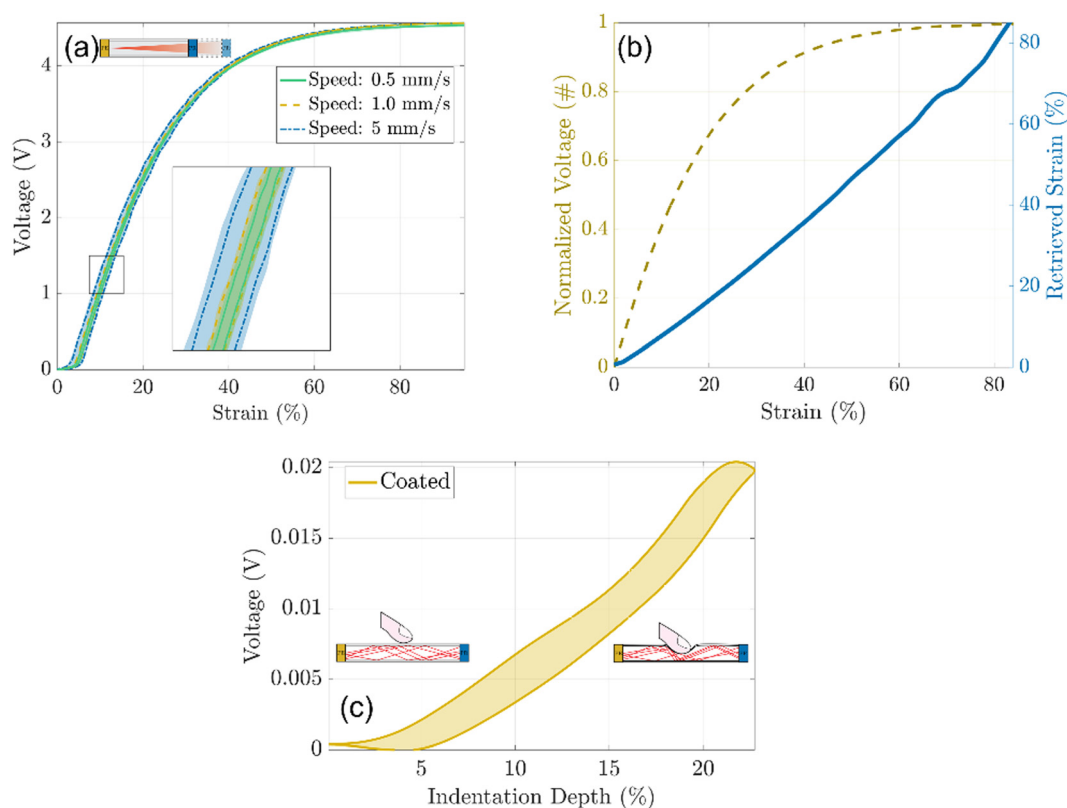 (a)
Speed: 0.5 mm/s
Speed: 1.0 mm/s
Speed: 5 mm/s
Voltage (V)
4
3
2
1
0
0 20 40 60 80
Strain (%)
(b)
Normalized Voltage (#)
1
0.8
0.6
0.4
0.2
0
Retrieved Strain (%)
80
60
40
20
0
0 20 40 60 80
Strain (%)
Coated
(c)
Voltage (V)
0.02
0.015
0.01
0.005
0
5 10 15 20
Indentation Depth (%)